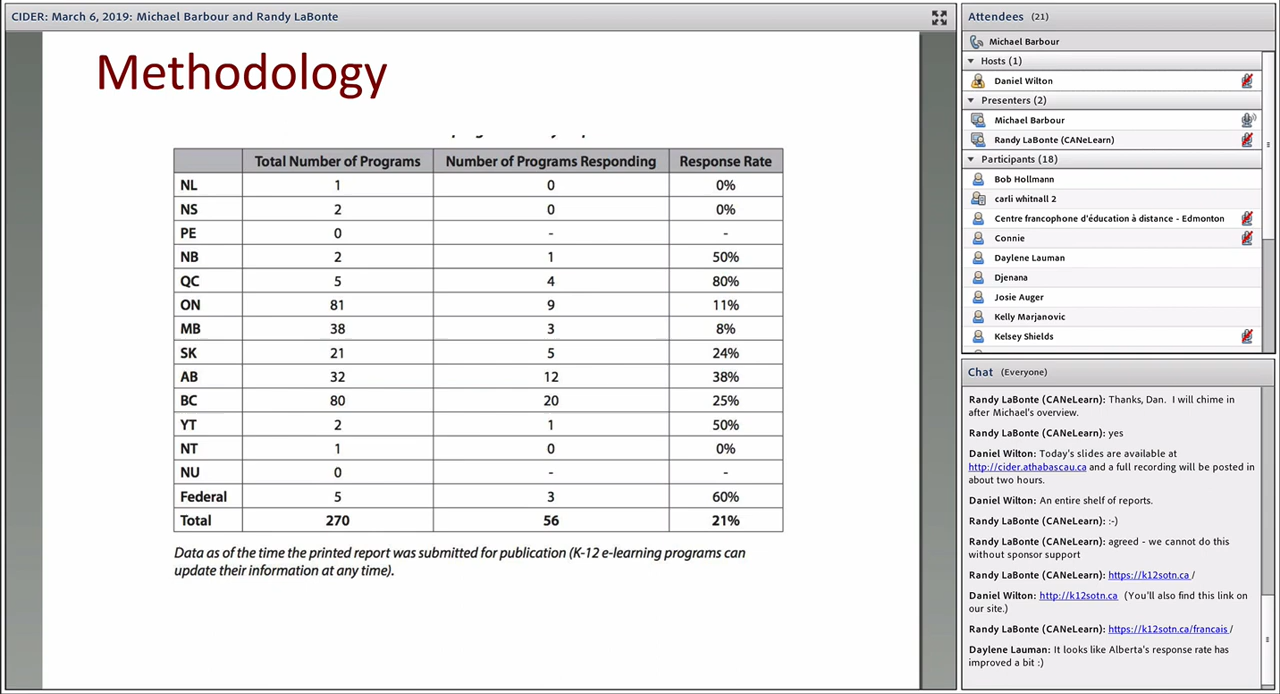 CIDER: March 6, 2019: Michael Barbour and Randy LaBonte
Methodology
Total Number of Programs Number of Programs Responding Response Rate
NL 1 0 0%
NS 2 0 0%
PE 0 - -
NB 2 1 50%
QC 5 4 80%
ON 81 9 11%
MB 38 3 8%
SK 21 5 24%
AB 32 12 38%
BC 80 20 25%
YT 2 1 50%
NT 1 0 0%
NU 0 - -
Federal 5 3 60%
Total 270 56 21%
Data as of the time the printed report was submitted for publication (K-12 e-learning programs can
update their information at any time).
Attendees (21)
Michael Barbour
Hosts (1)
Daniel Wilton
Presenters (2)
Michael Barbour
Randy LaBonte (CANeLearn)
Participants (18)
Bob Hollmann
carli whitnall 2
Centre francophone d'éducation à distance - Edmonton
Connie
Daylene Lauman
Djenana
Josie Auger
Kelly Marjanovic
Kelsey Shields
Chat (Everyone)
Randy LaBonte (CANeLearn): Thanks, Dan. I will chime in
after Michael's overview.
Randy LaBonte (CANeLearn): yes
Daniel Wilton: Today's slides are available at
http://cider.athabascau.ca and a full recording will be posted in
about two hours.
Daniel Wilton: An entire shelf of reports.
Randy LaBonte (CANeLearn): :-)
Randy LaBonte (CANeLearn): agreed - we cannot do this
without sponsor support
Randy LaBonte (CANeLearn): https://k12sotn.ca /
Daniel Wilton: http://k12sotn.ca (You'll also find this link on
our site.)
Randy LaBonte (CANeLearn): https://k12sotn.ca/francais /
Daylene Lauman: It looks like Alberta's response rate has
improved a bit :)